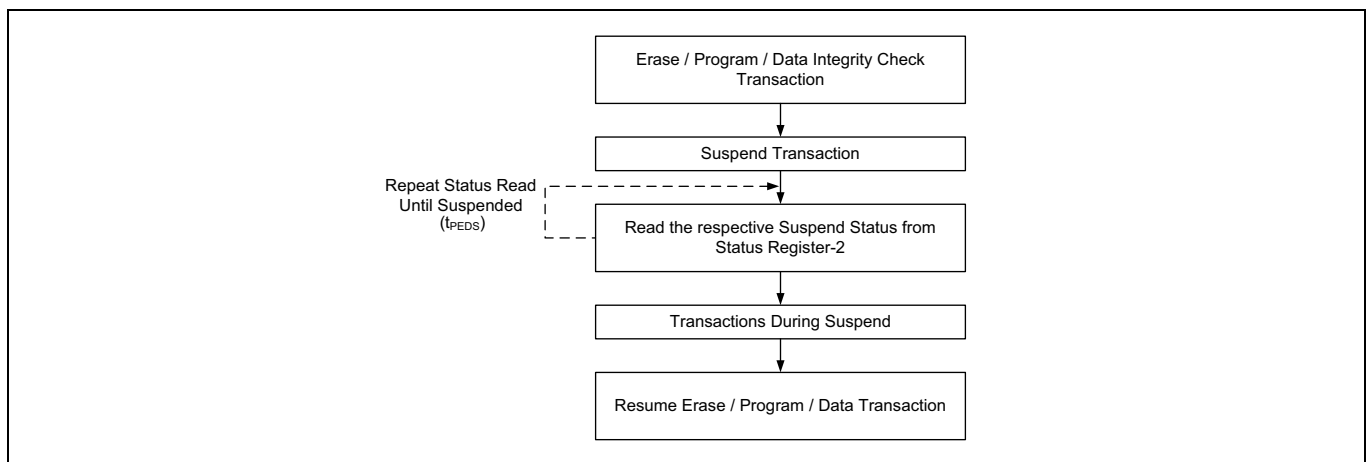 Erase / Program / Data Integrity Check
Transaction
Suspend Transaction
Repeat Status Read
Until Suspended
(tPEDS)
Read the respective Suspend Status from
Status Register-2
Transactions During Suspend
Resume Erase / Program / Data Transaction